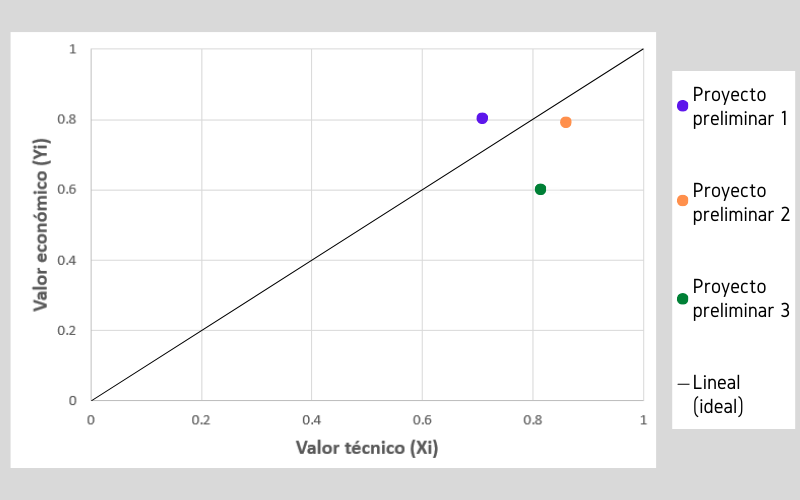 1
0.8
0.6
0.4
0.2
0
0 0.2 0.4 0.6 0.8 1
Valor económico (Yi)
Valor técnico (Xi)
Proyecto
preliminar 1
Proyecto
preliminar 2
Proyecto
preliminar 3
Lineal
(ideal)